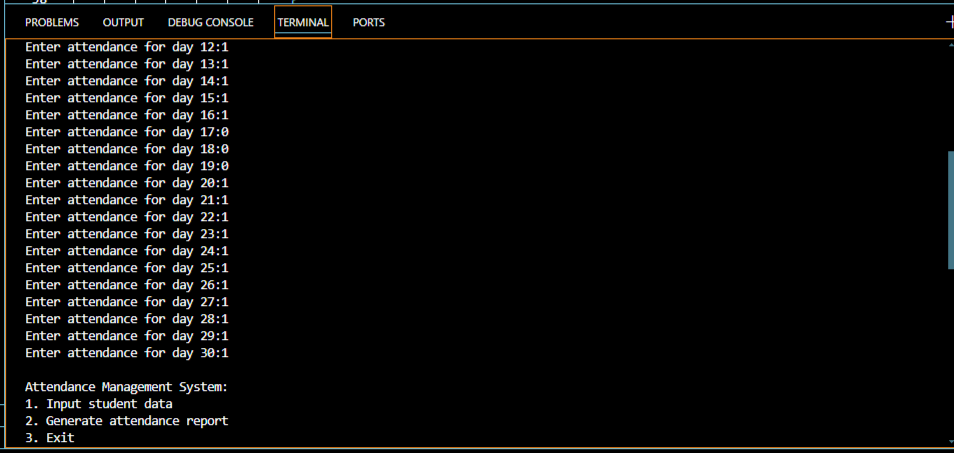 PROBLEMS OUTPUT DEBUG CONSOLE TERMINAL PORTS
Enter attendance for day 12:1
Enter attendance for day 13:1
Enter attendance for day 14:1
Enter attendance for day 15:1
Enter attendance for day 16:1
Enter attendance for day 17:0
Enter attendance for day 18:0
Enter attendance for day 19:0
Enter attendance for day 20:1
Enter attendance for day 21:1
Enter attendance for day 22:1
Enter attendance for day 23:1
Enter attendance for day 24:1
Enter attendance for day 25:1
Enter attendance for day 26:1
Enter attendance for day 27:1
Enter attendance for day 28:1
Enter attendance for day 29:1
Enter attendance for day 30:1
Attendance Management System:
1. Input student data
2. Generate attendance report
3. Exit